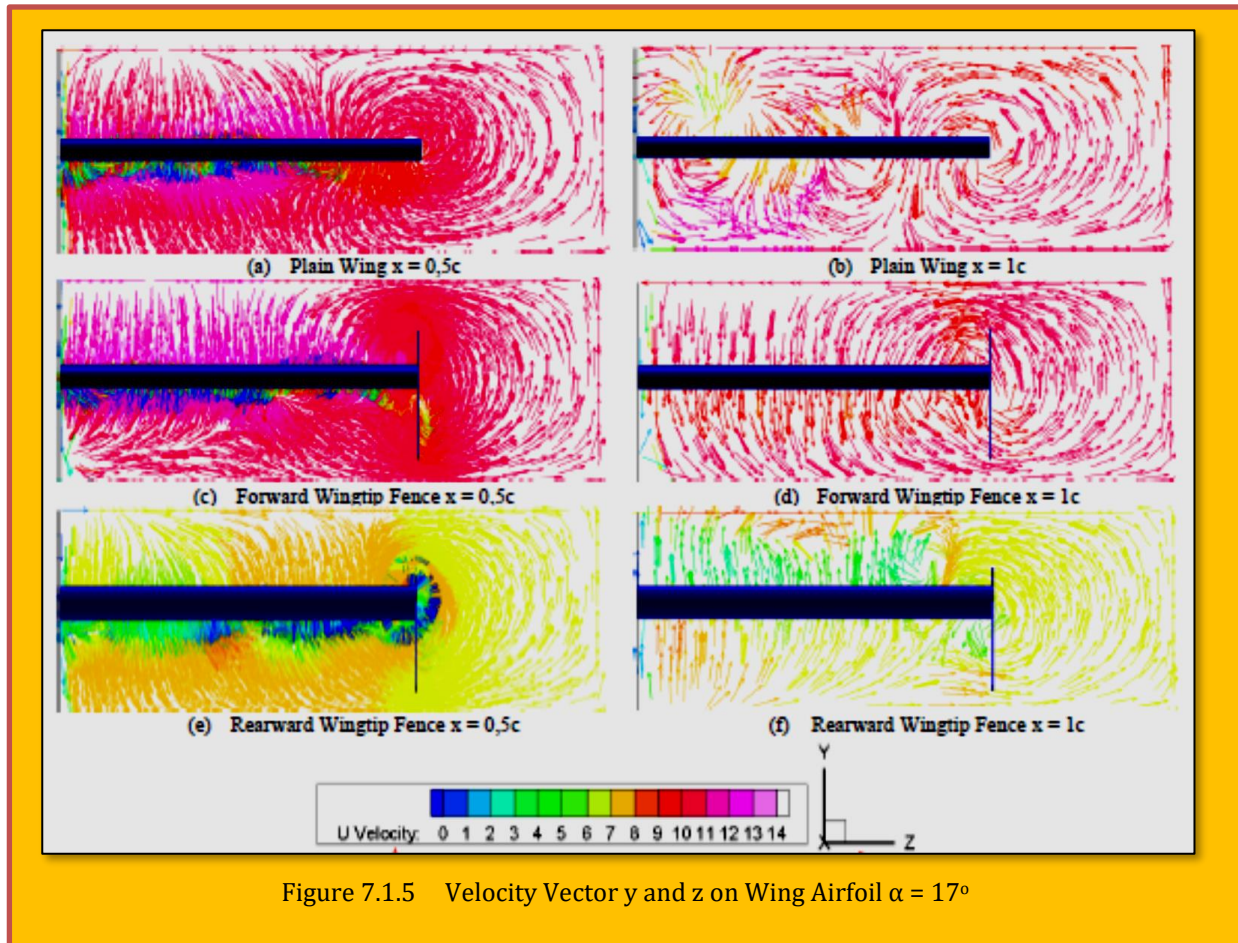 (a) Plain Wing x = 0,5c
(b) Plain Wing x = 1c
(c) Forward Wingtip Fence x = 0,5c
(d) Forward Wingtip Fence x = 1c
(e) Rearward Wingtip Fence x = 0,5c
(f) Rearward Wingtip Fence x = 1c
U Velocity: 0 1 2 3 4 5 6 7 8 9 10 11 12 13 14
Y
X Z
Figure 7.1.5 Velocity Vector y and z on Wing Airfoil α = 17º